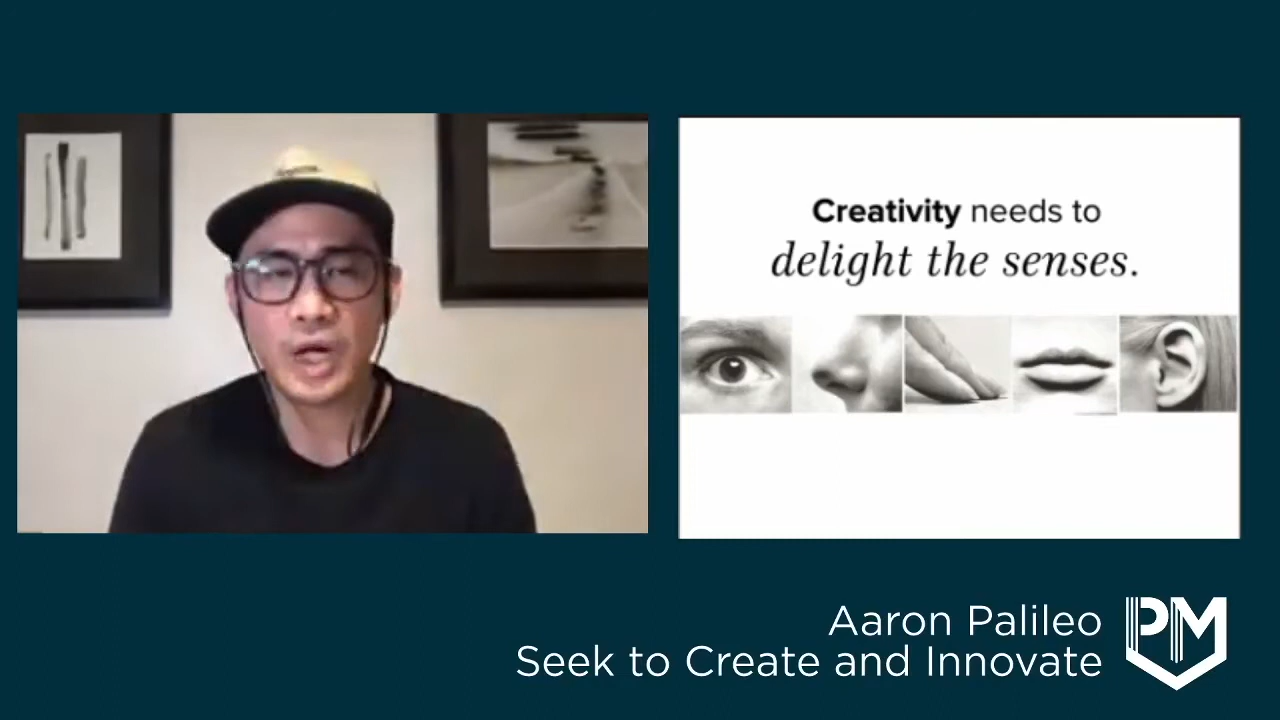 Creativity needs to
delight the senses.
Aaron Palileo
Seek to Create and Innovate
PM